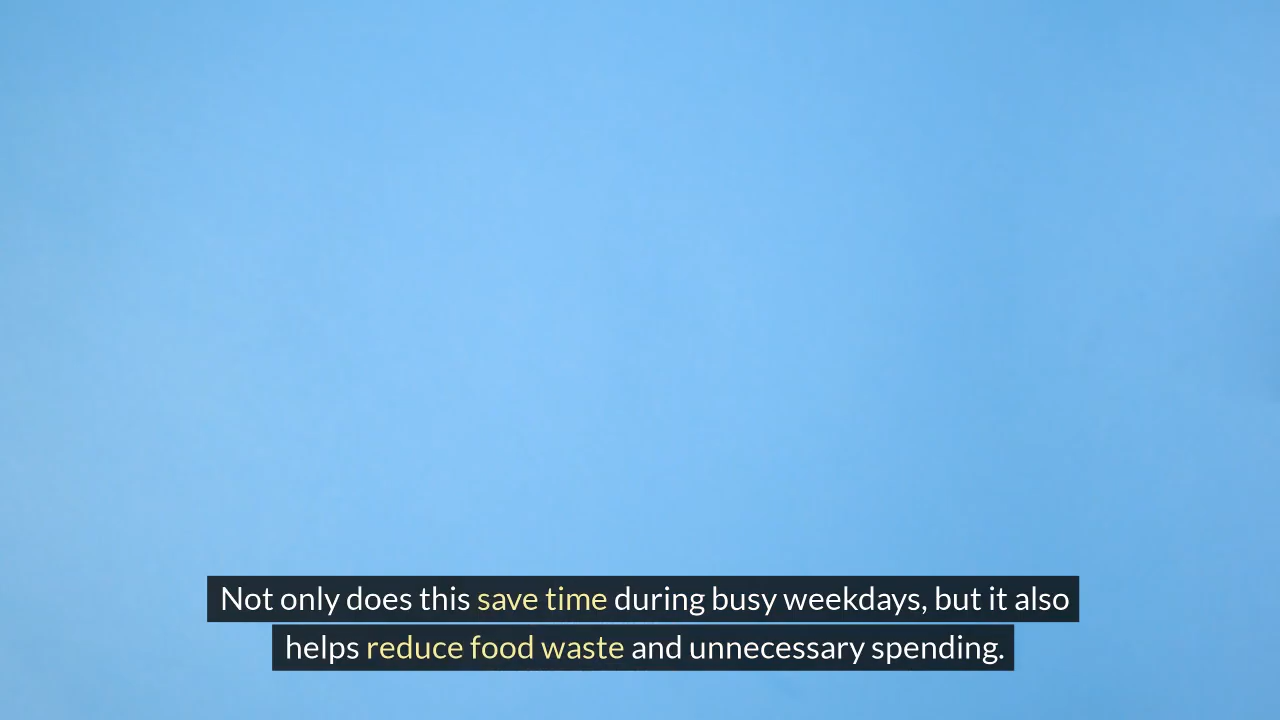 Not only does this save time during busy weekdays, but it also
helps reduce food waste and unnecessary spending.